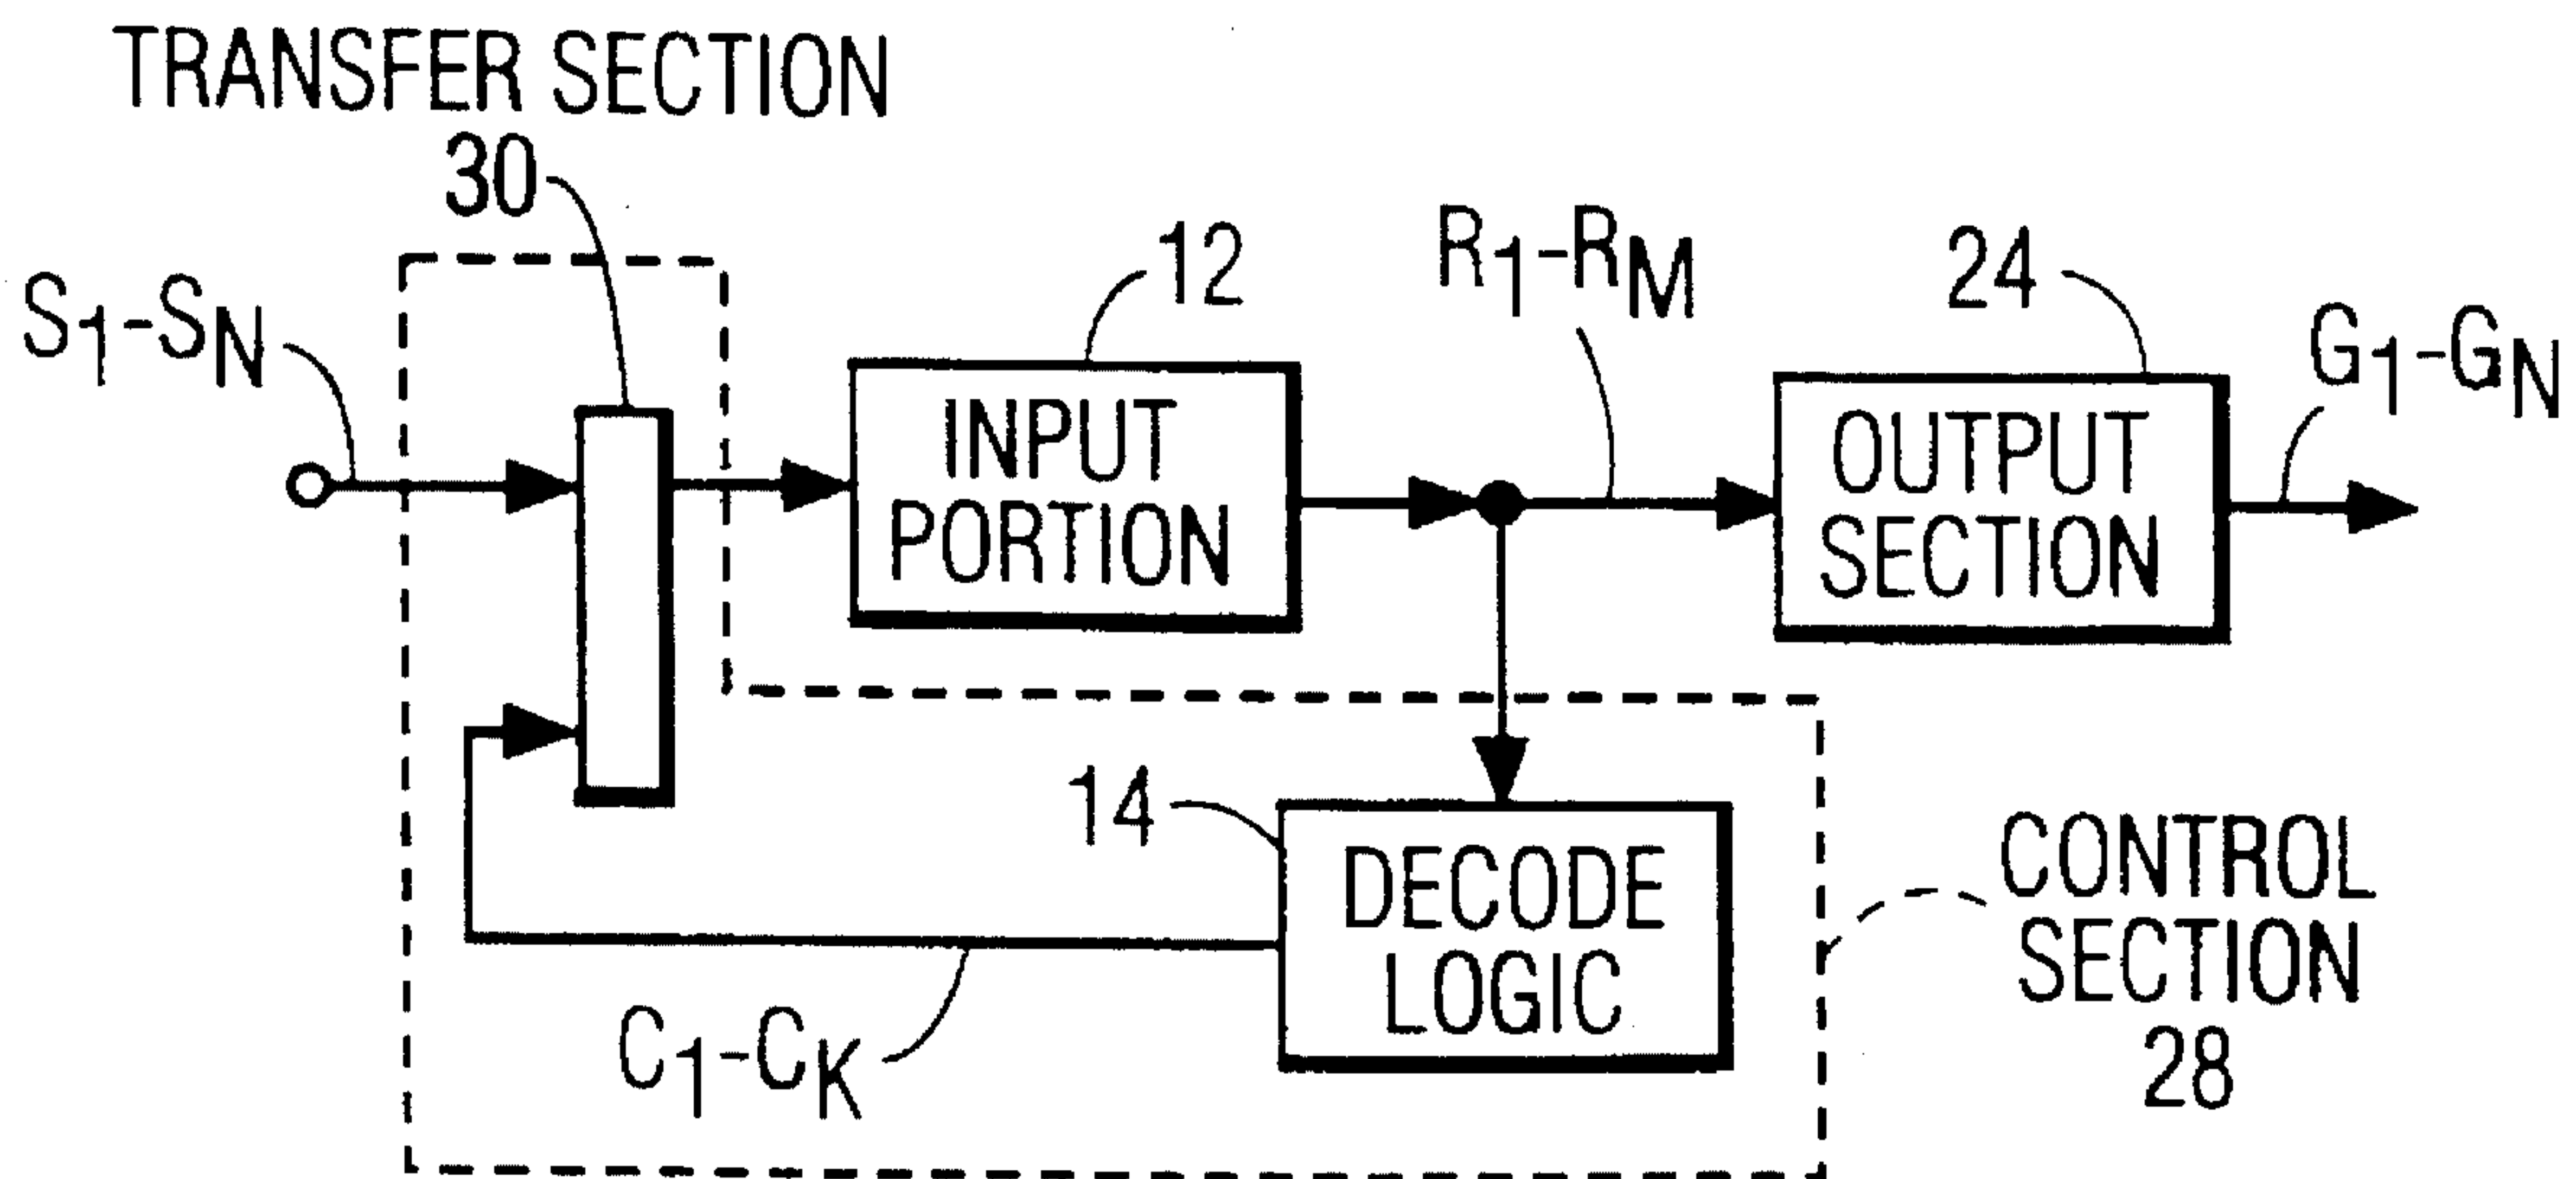 TRANSFER SECTION
30
S1-SN
12
R1-RM
24
G1-GN
INPUT
PORTION
OUTPUT
SECTION
14
DECODE
LOGIC
CONTROL
SECTION
28
C1-CK